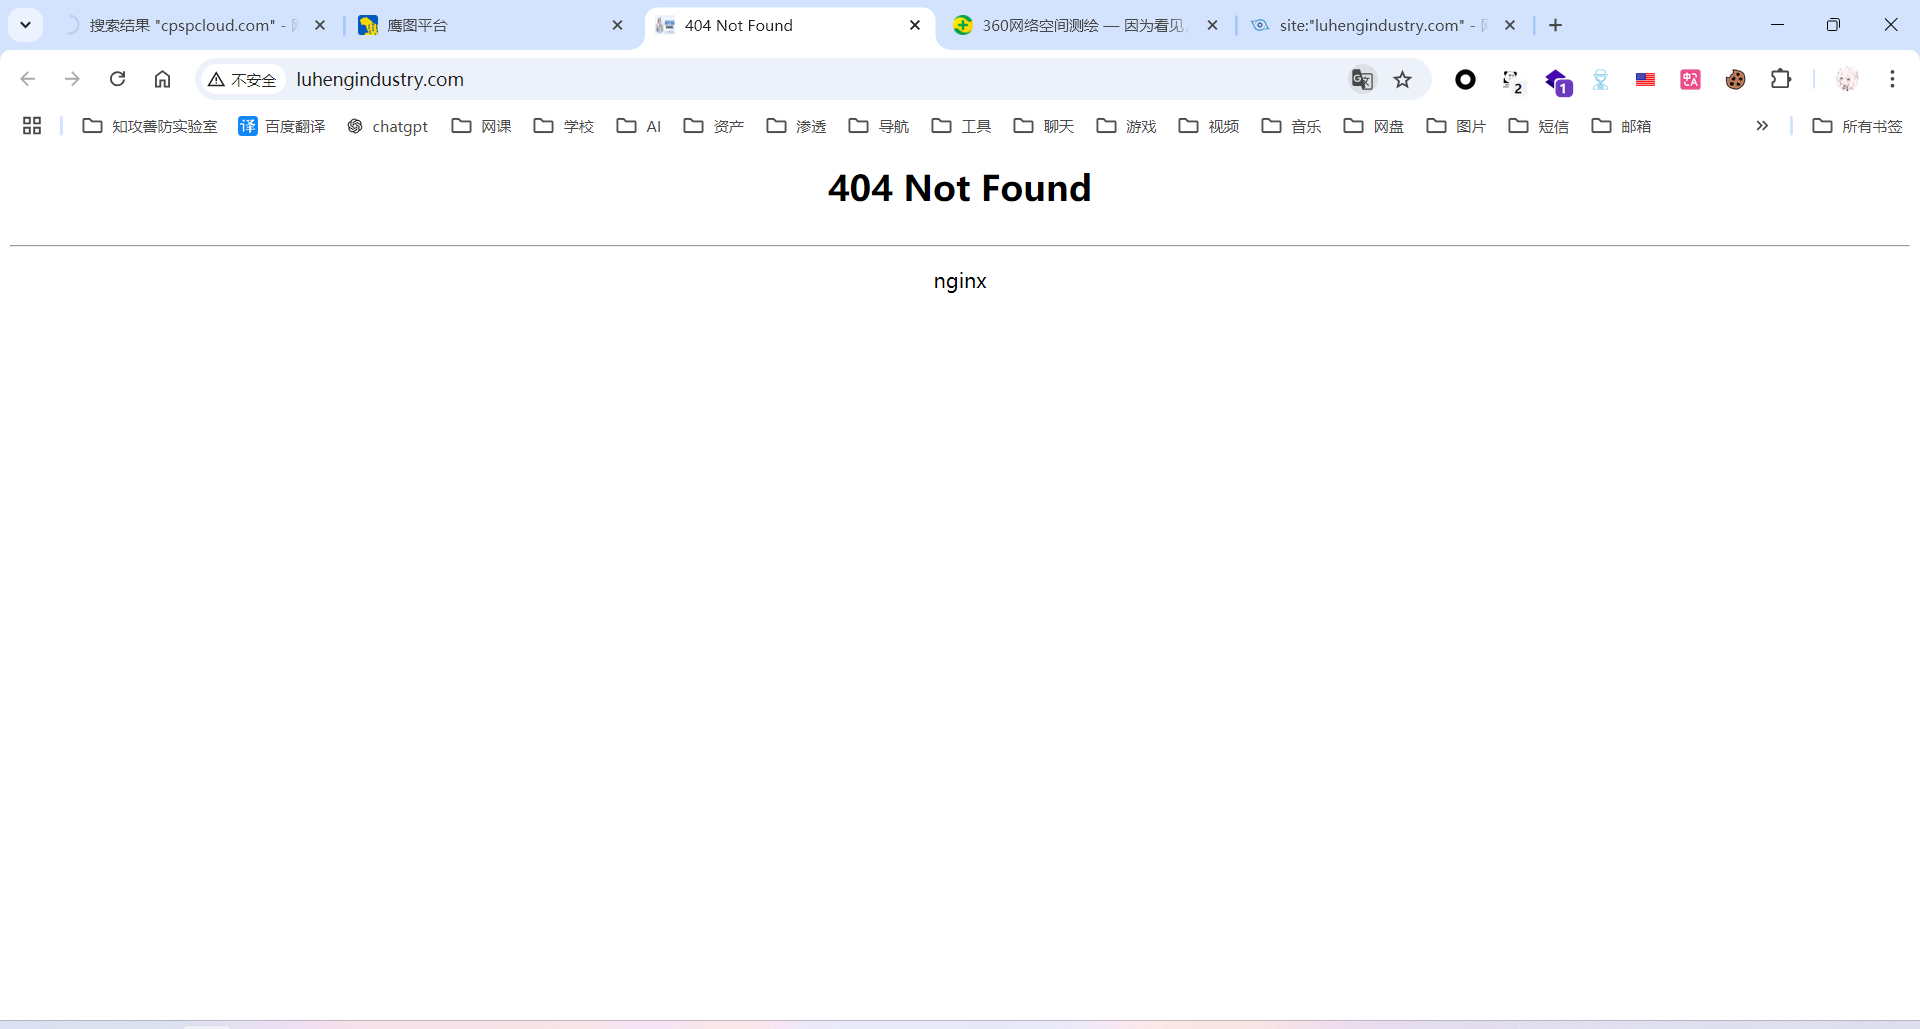 搜索结果 "cpspcloud.com" -
鹰图平台
404 Not Found
360网络空间测绘 — 因为看见,
site:"luhengindustry.com" -
不安全
luhengindustry.com
2
1
知攻善防实验室
译 百度翻译
chatgpt
网课
学校
AI
资产
渗透
导航
工具
聊天
游戏
视频
音乐
网盘
图片
短信
邮箱
所有书签
404 Not Found
nginx